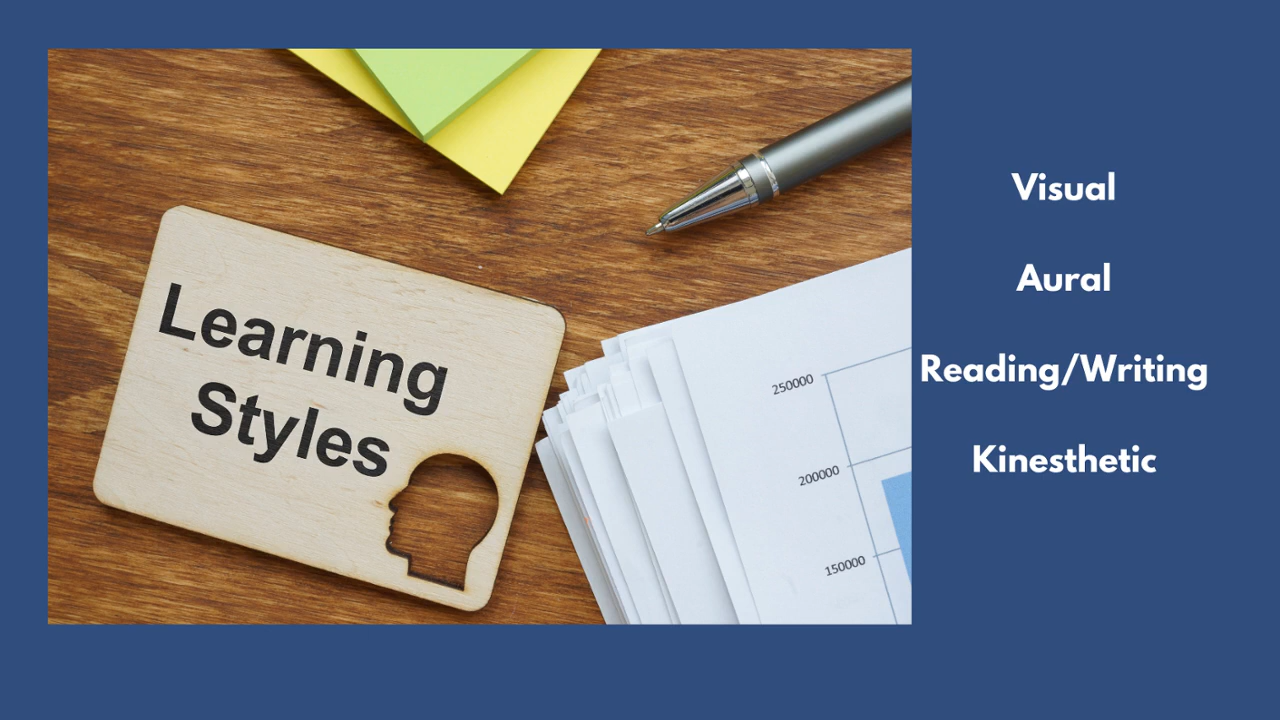 Learning
Styles
250000
200000
150000
Visual
Aural
Reading/Writing
Kinesthetic